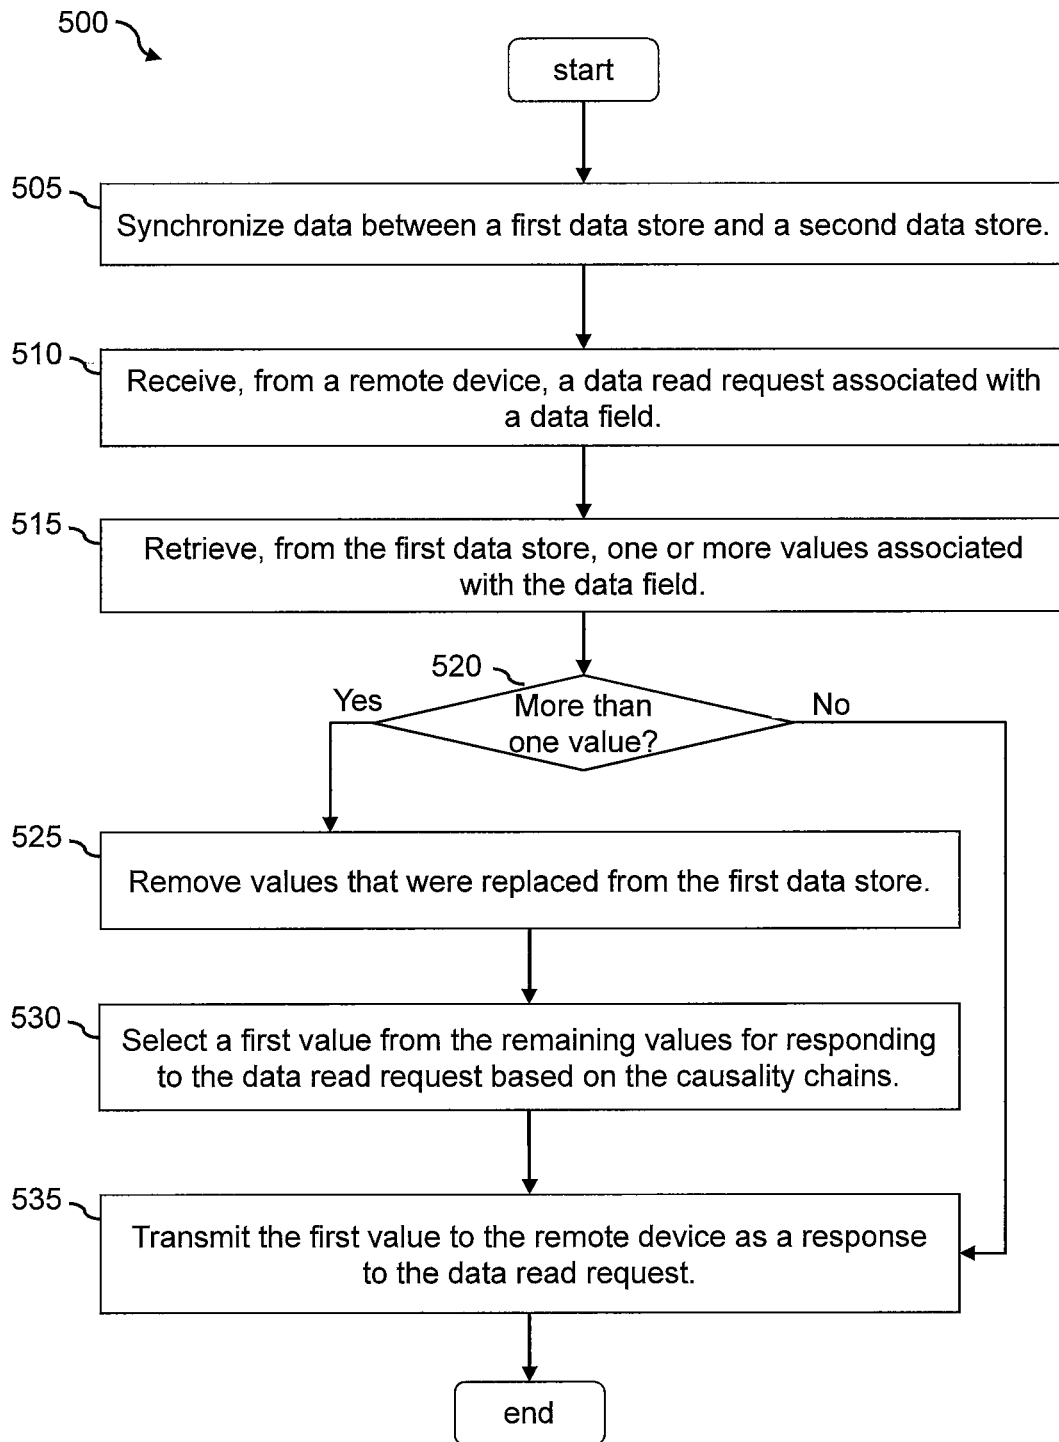 500
start
505
Synchronize data between a first data store and a second data store.
510
Receive, from a remote device, a data read request associated with
a data field.
515
Retrieve, from the first data store, one or more values associated
with the data field.
520
Yes
More than
one value?
No
525
Remove values that were replaced from the first data store.
530
Select a first value from the remaining values for responding
to the data read request based on the causality chains.
535
Transmit the first value to the remote device as a response
to the data read request.
end